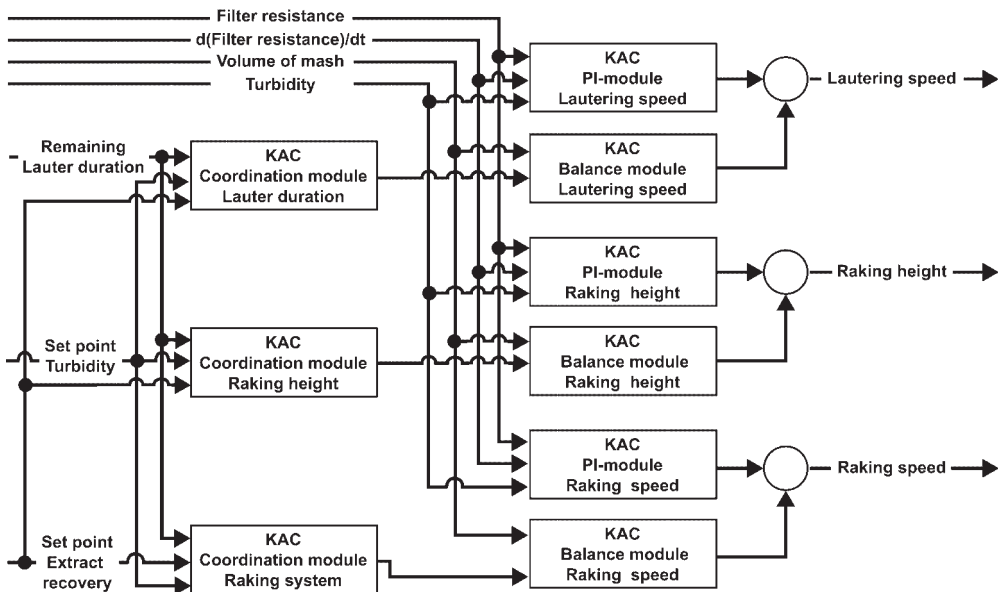 Filter resistance
d(Filter resistance)/dt
Volume of mash
Turbidity
KAC
PI-module
Lautering speed
Lautering speed
Remaining
Lauter duration
KAC
Coordination module
Lauter duration
KAC
Balance module
Lautering speed
KAC
PI-module
Raking height
Raking height
Set point
Turbidity
KAC
Coordination module
Raking height
KAC
Balance module
Raking height
KAC
PI-module
Raking speed
Raking speed
Set point
Extract
recovery
KAC
Coordination module
Raking system
KAC
Balance module
Raking speed